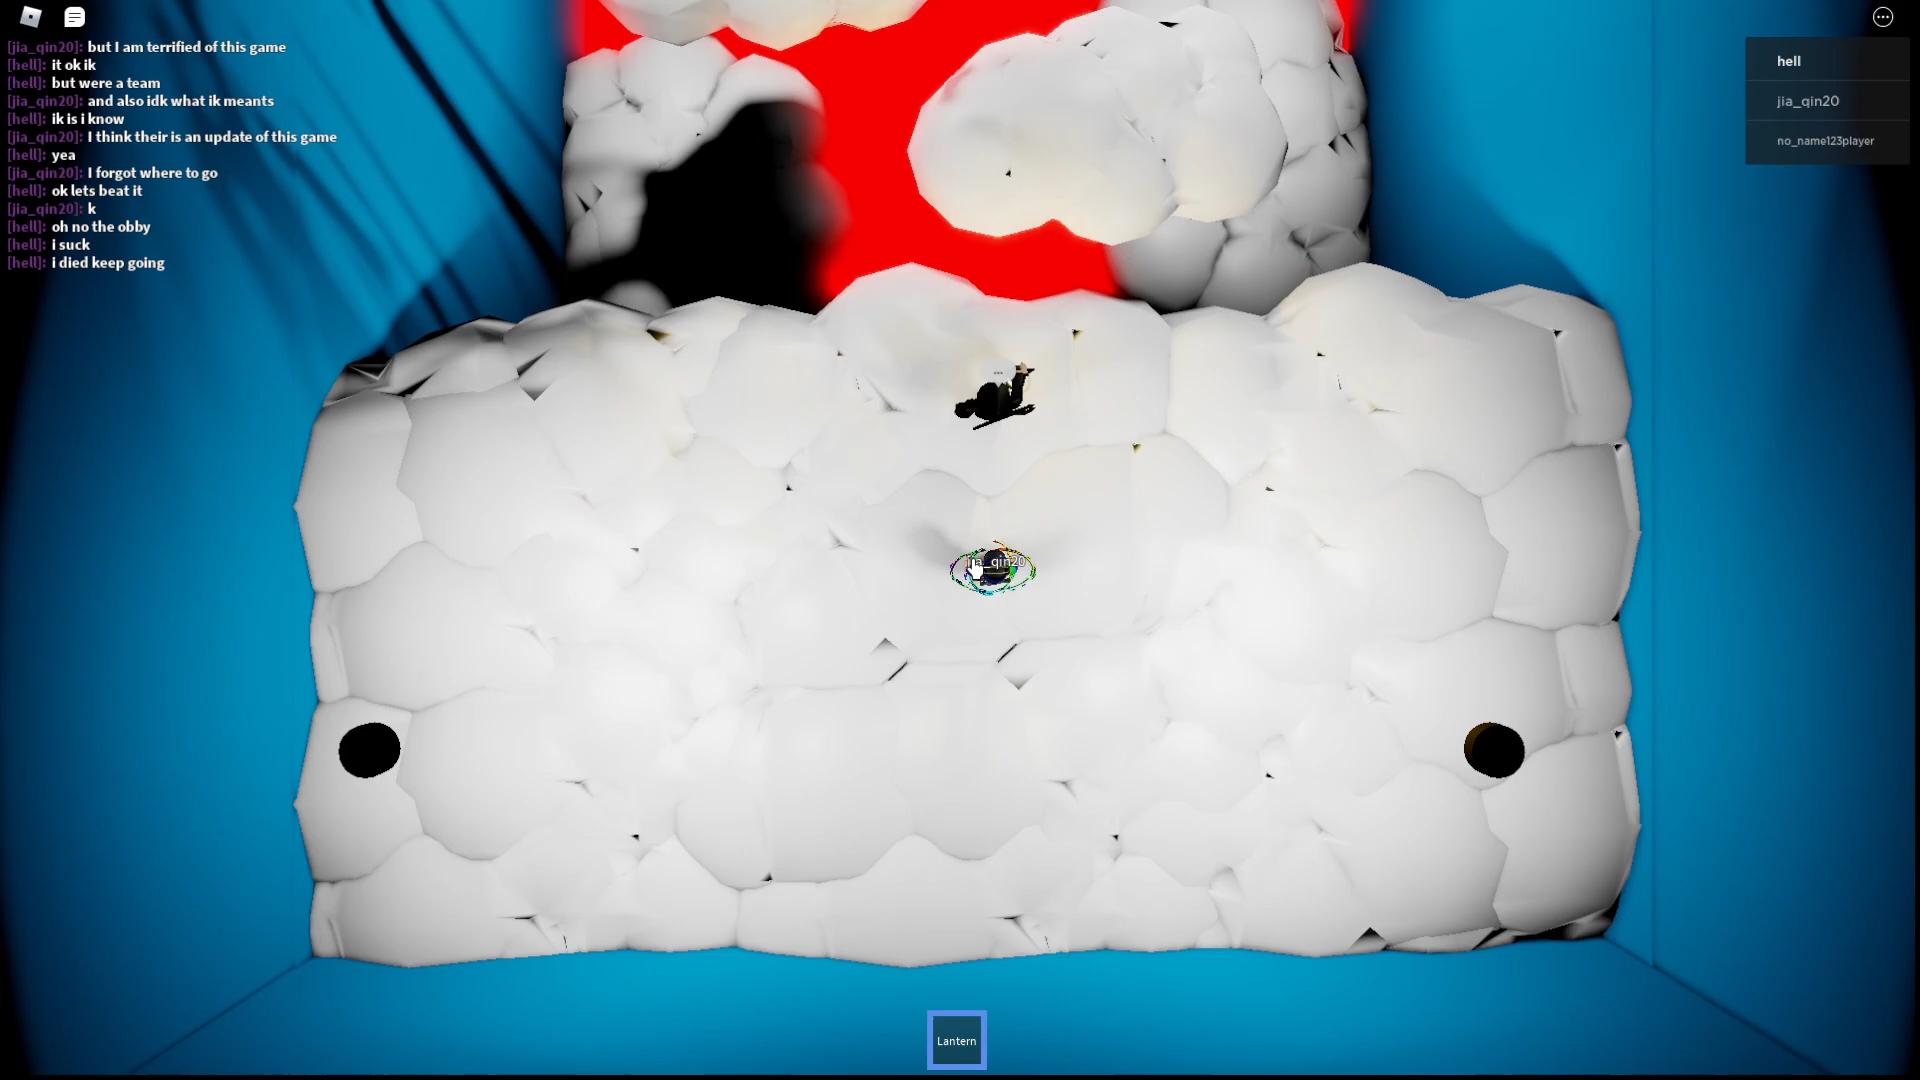 [jia_qin20]: but I am terrified of this game
[hell]: it ok ik
[hell]: but were a team
[jia_qin20]: and also idk what ik meants
[hell]: ik is i know
[jia_qin20]: I think their is an update of this game
[hell]: yea
[jia_qin20]: I forgot where to go
[hell]: ok lets beat it
[jia_qin20]: k
[hell]: oh no the obby
[hell]: i suck
[hell]: i died keep going
hell
jia_qin20
no_name123player
jia_qin20
Lantern